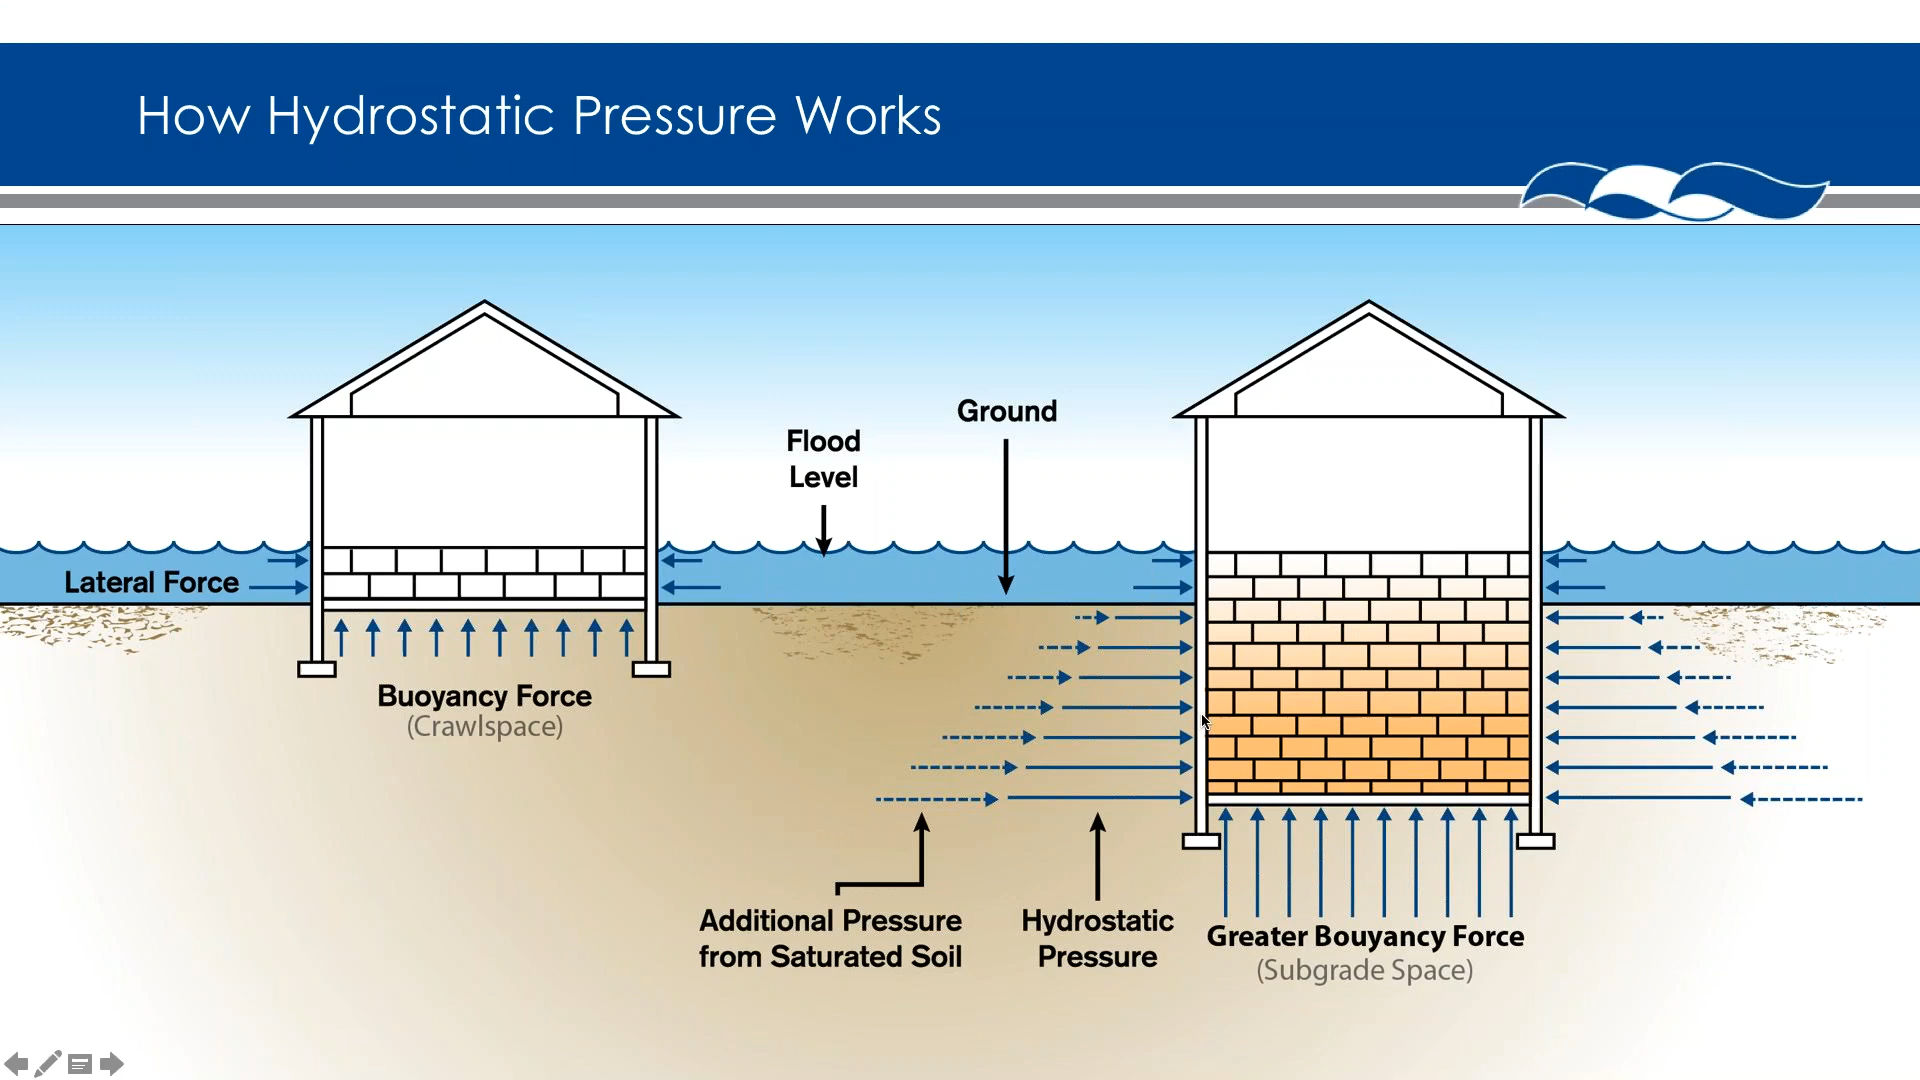 How Hydrostatic Pressure Works
Ground
Flood
Level
Lateral Force
Buoyancy Force
(Crawlspace)
Additional Pressure
from Saturated Soil
Hydrostatic
Pressure
Greater Bouyancy Force
(Subgrade Space)